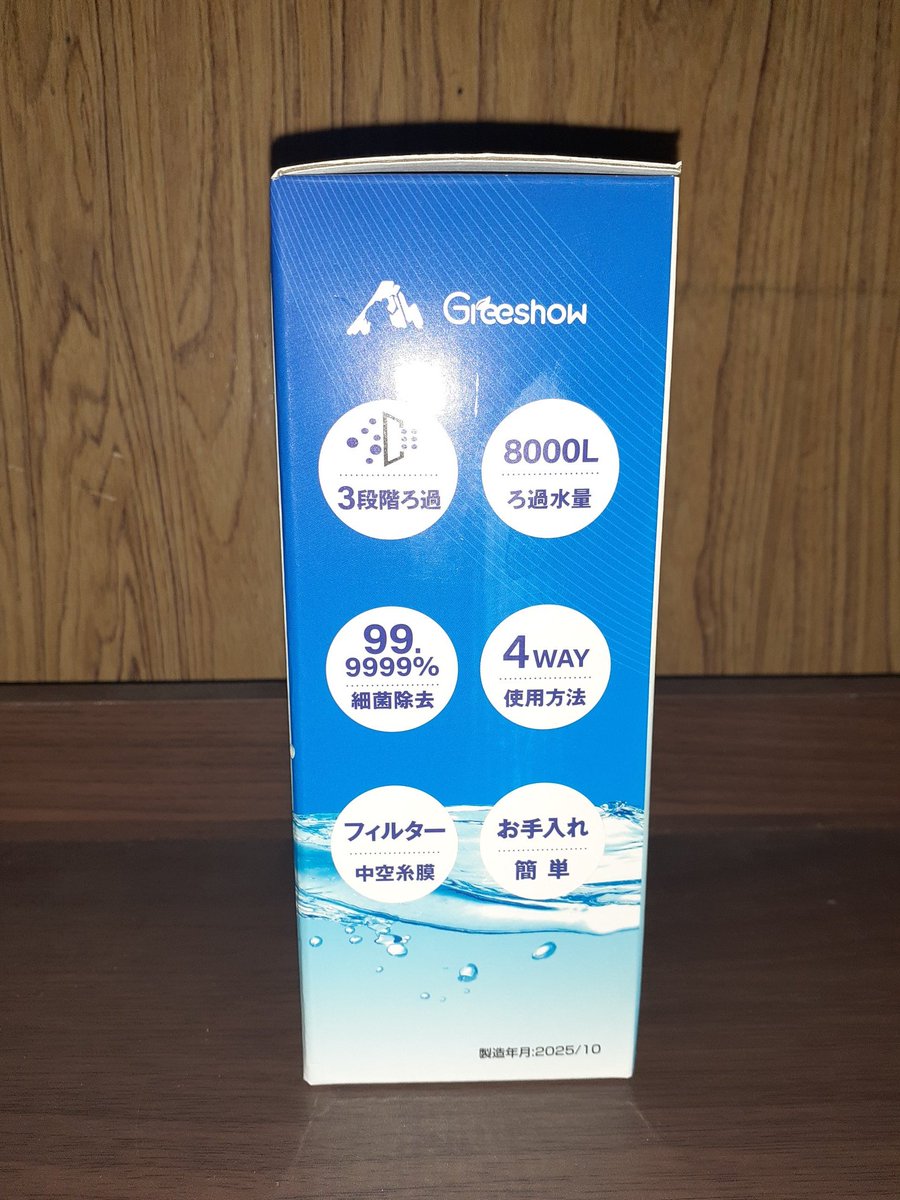 Greeshow
3段階ろ過
8000L
ろ過水量
99.
9999%
細菌除去
4WAY
使用方法
フィルター
中空糸膜
お手入れ
簡単
製造年月:2025/10